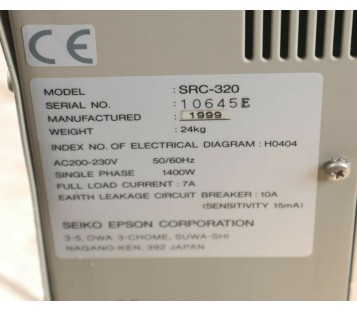 CE
MODEL : SRC-320
SERIAL NO. : 10645E
MANUFACTURED : 1999
WEIGHT : 24kg
INDEX NO. OF ELECTRICAL DIAGRAM : H0404
AC200-230V 50/60Hz
SINGLE PHASE 1400W
FULL LOAD CURRENT : 7A
EARTH LEAKAGE CIRCUIT BREAKER : 10A
(SENSITIVITY 15mA)
SEIKO EPSON CORPORATION
3-5, OWA 3-CHOME, SUWA-SHI
NAGANO-KEN, 392 JAPAN